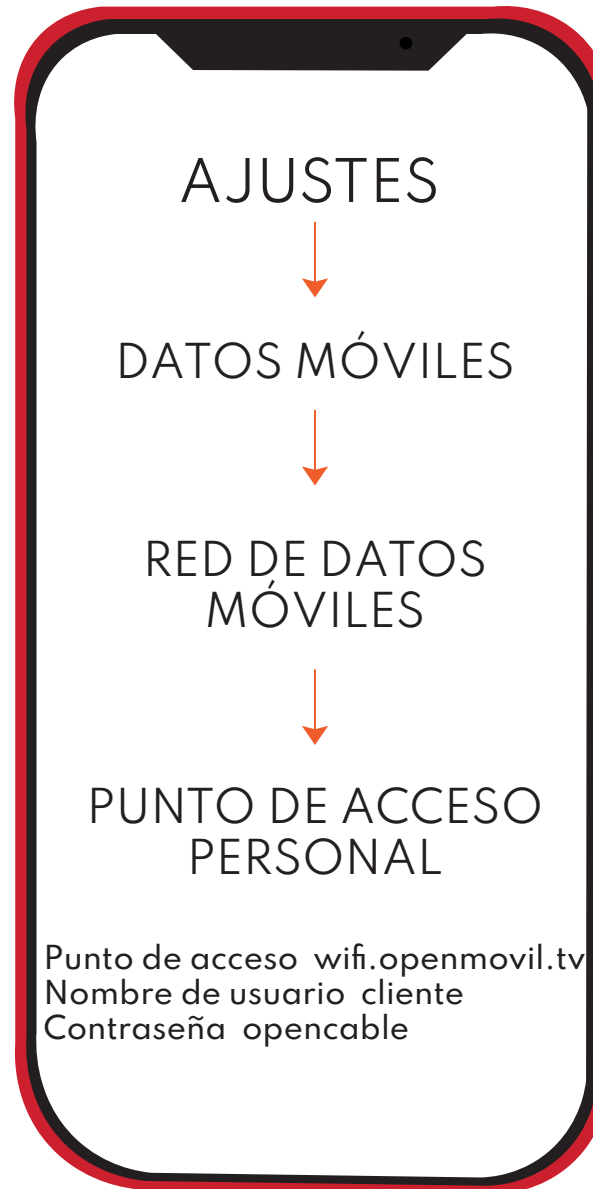 AJUSTES
DATOS MÓVILES
RED DE DATOS
MÓVILES
PUNTO DE ACCESO
PERSONAL
Punto de acceso  wifi.openmovil.tv
Nombre de usuario  cliente
Contraseña  opencable